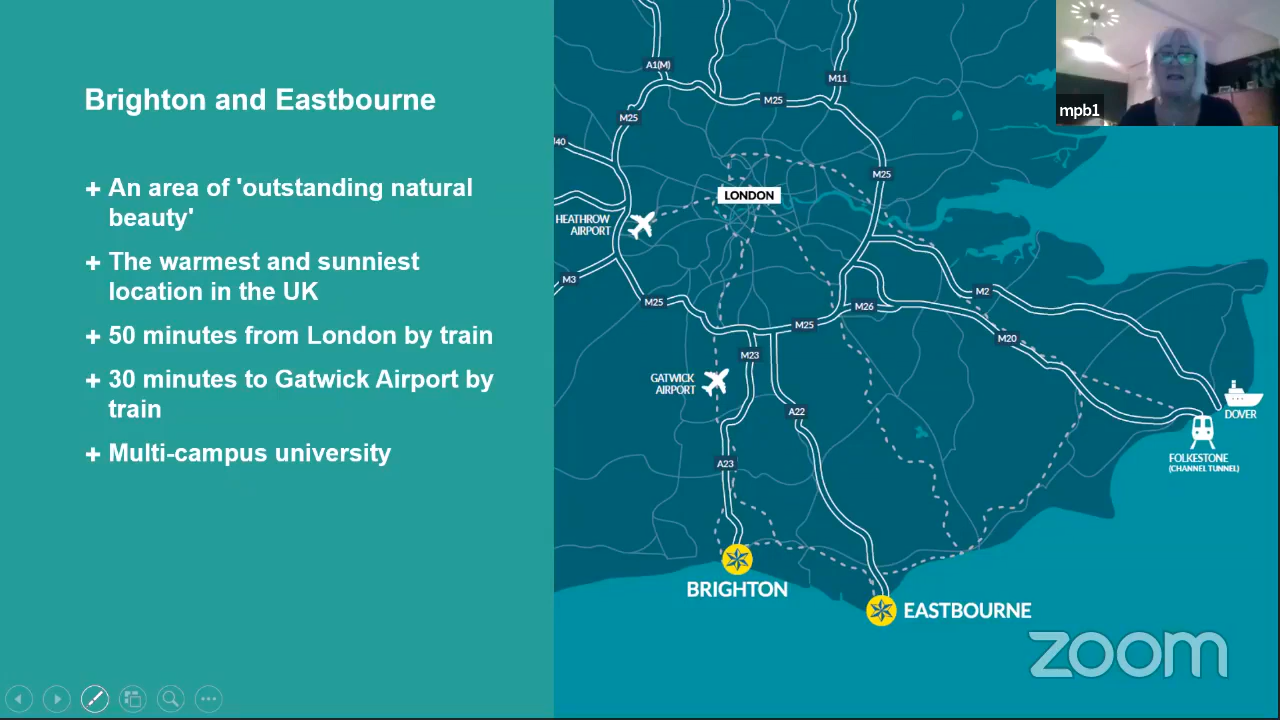 Brighton and Eastbourne
+ An area of 'outstanding natural
beauty'
+ The warmest and sunniest
location in the UK
+ 50 minutes from London by train
+ 30 minutes to Gatwick Airport by
train
+ Multi-campus university
A1(M)
M11
M25
M25
M25
LONDON
HEATHROW
AIRPORT
M3
M25
M25
M26
M2
M20
M23
GATWICK
AIRPORT
A22
A23
DOVER
FOLKESTONE
(CHANNEL TUNNEL)
BRIGHTON
EASTBOURNE
mpb1
zoom